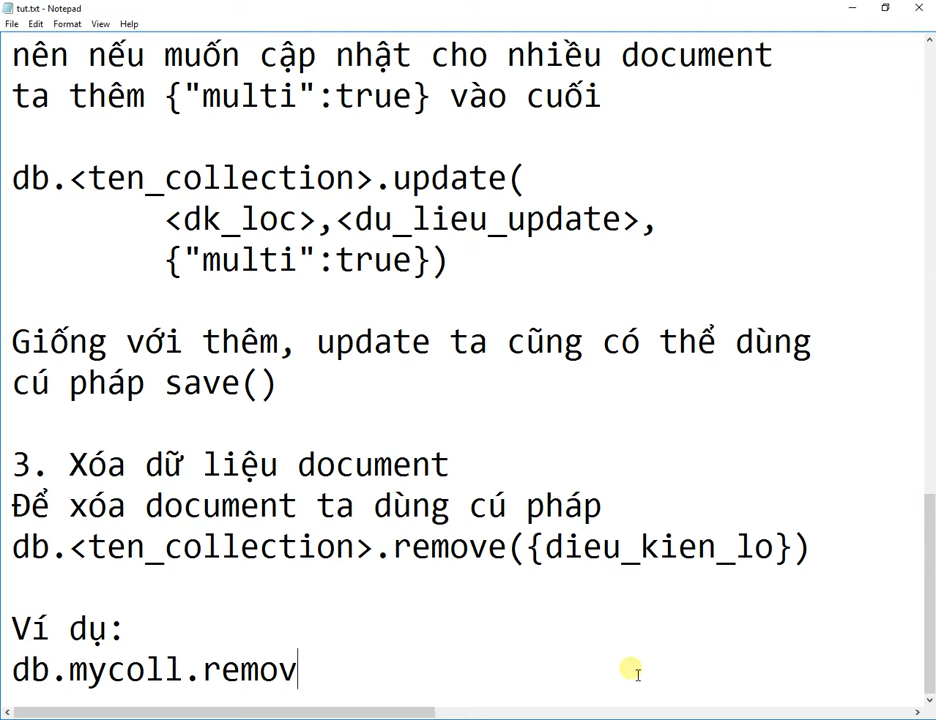 tut.txt - Notepad
File Edit Format View Help
nên nếu muốn cập nhật cho nhiều document
ta thêm {"multi":true} vào cuối
db.<ten_collection>.update(
<dk_loc>,<du_lieu_update>,
{"multi":true})
Giống với thêm, update ta cũng có thể dùng
cú pháp save()
3. Xóa dữ liệu document
Để xóa document ta dùng cú pháp
db.<ten_collection>.remove({dieu_kien_lo})
Ví dụ:
db.mycoll.remov